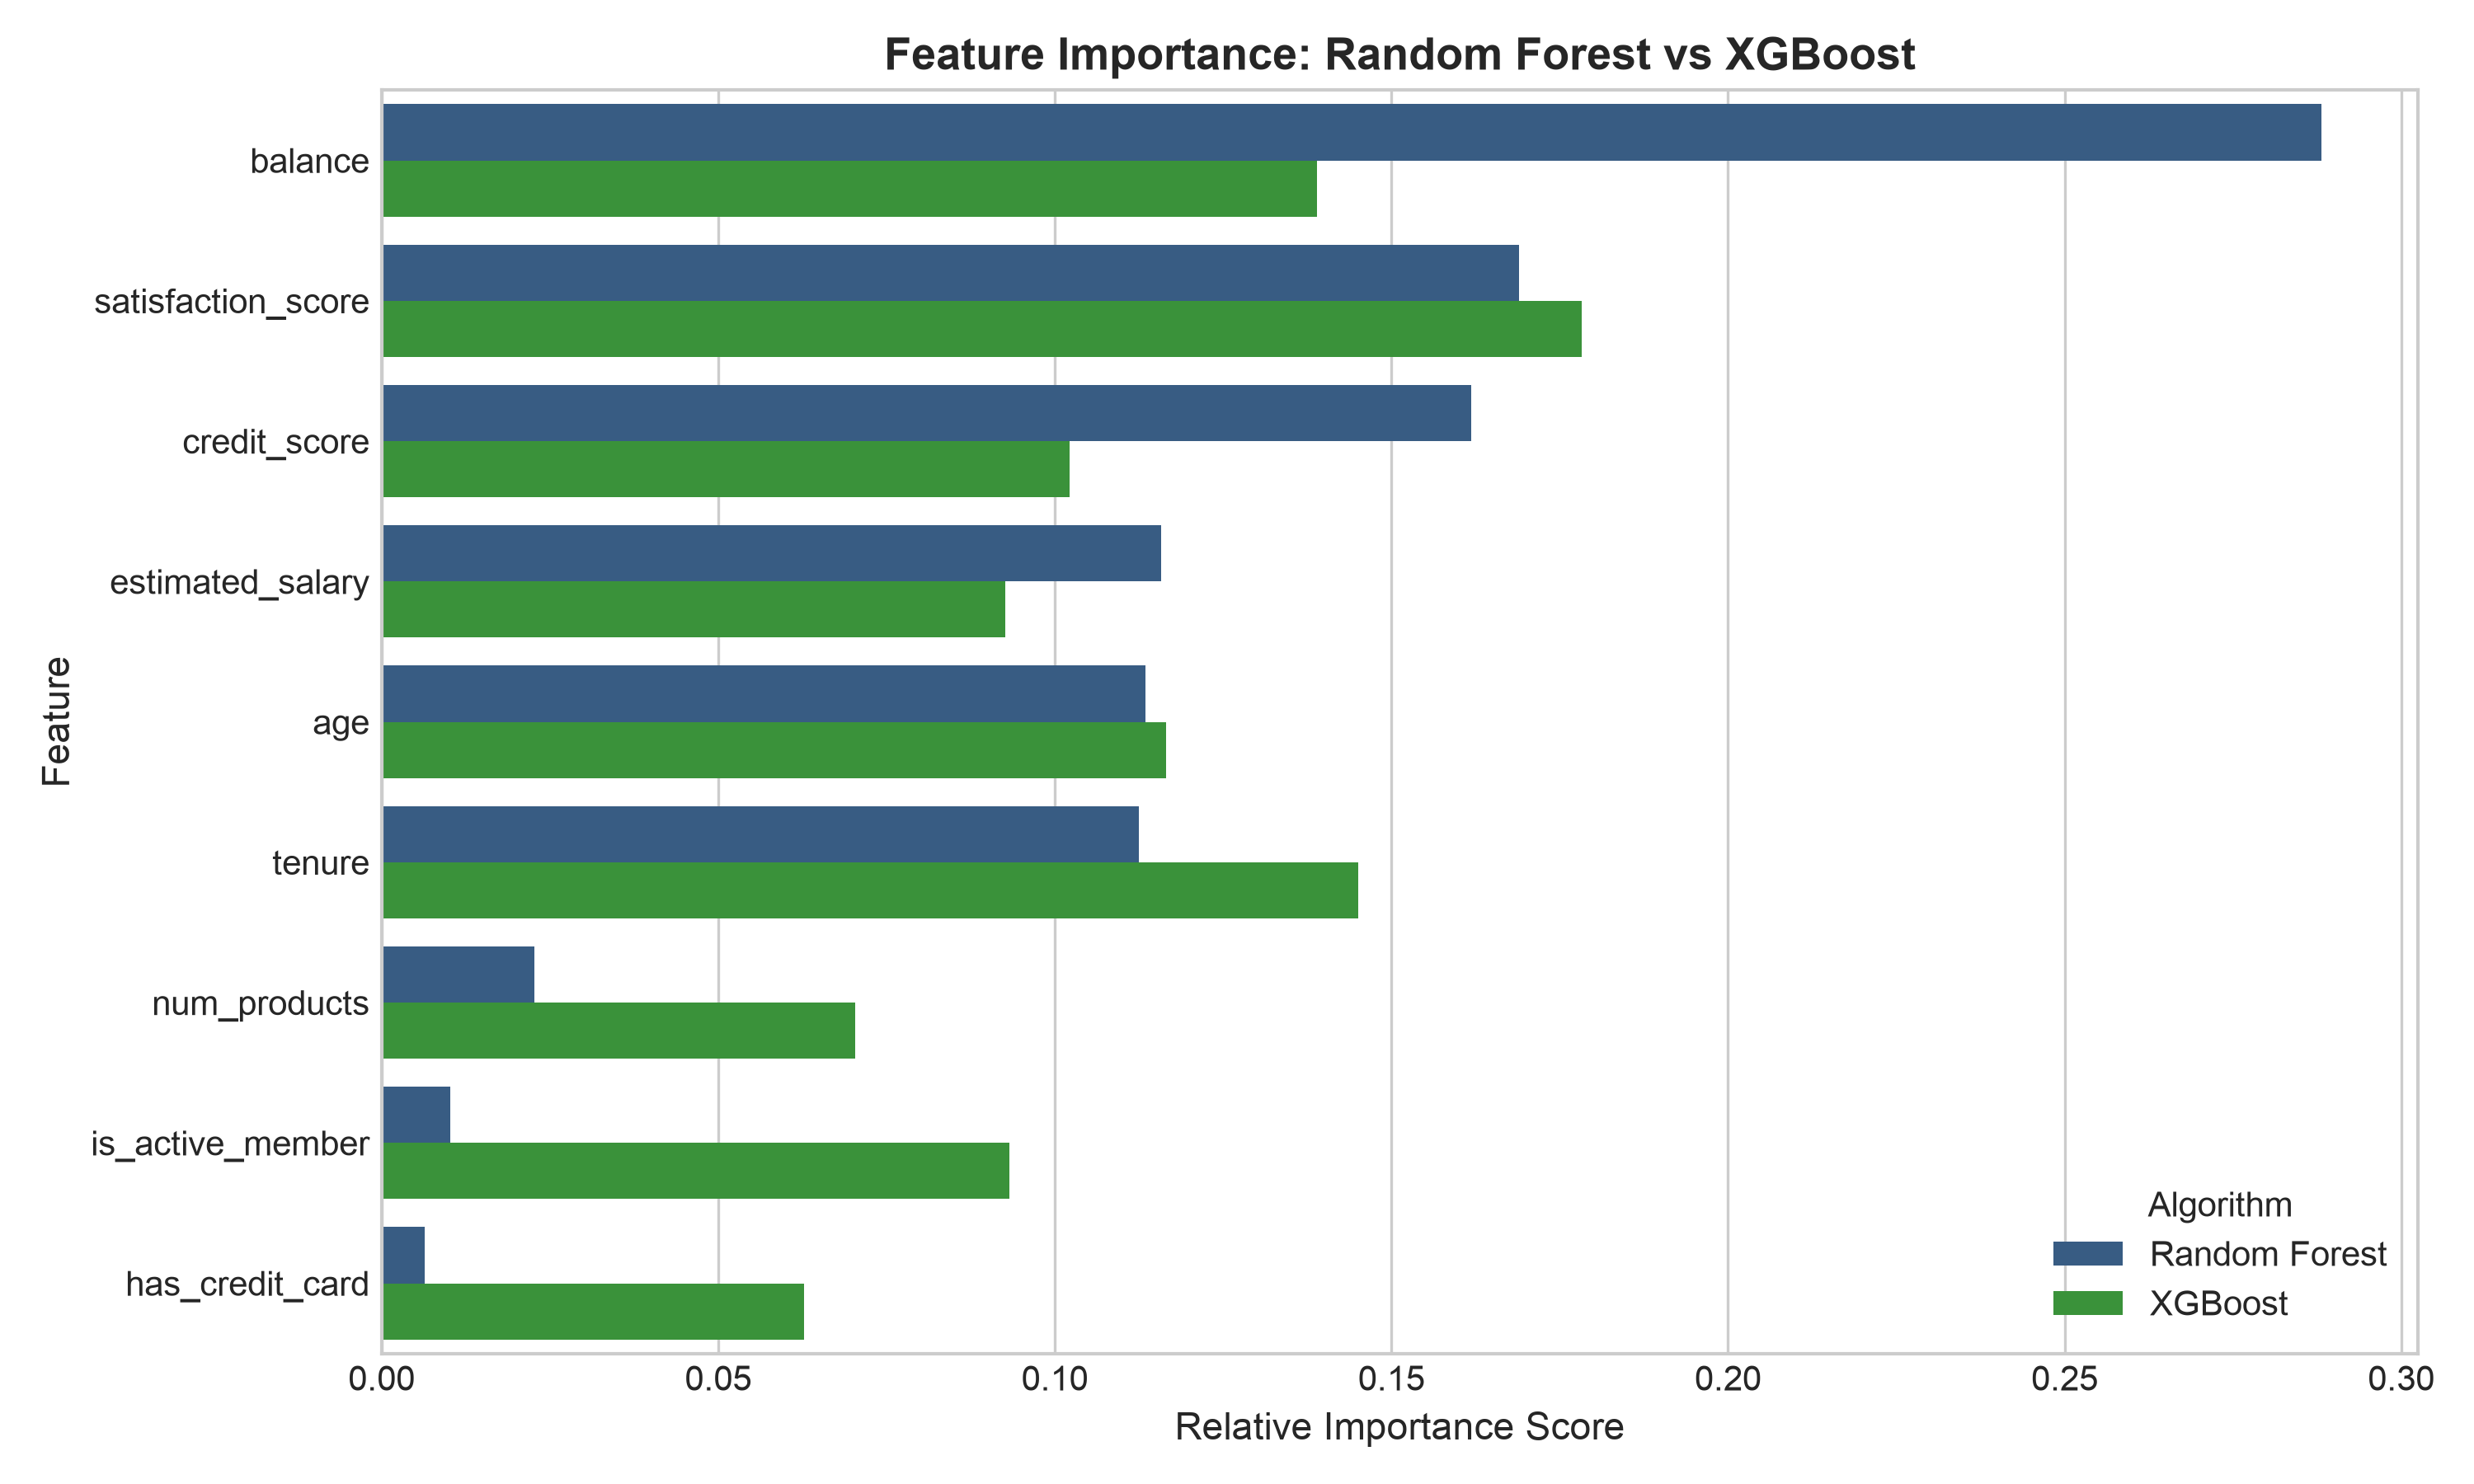 Feature Importance: Random Forest vs XGBoost
Feature
balance
satisfaction_score
credit_score
estimated_salary
age
tenure
num_products
is_active_member
has_credit_card
Algorithm
Random Forest
XGBoost
0.00 0.05 0.10 0.15 0.20 0.25 0.30
Relative Importance Score